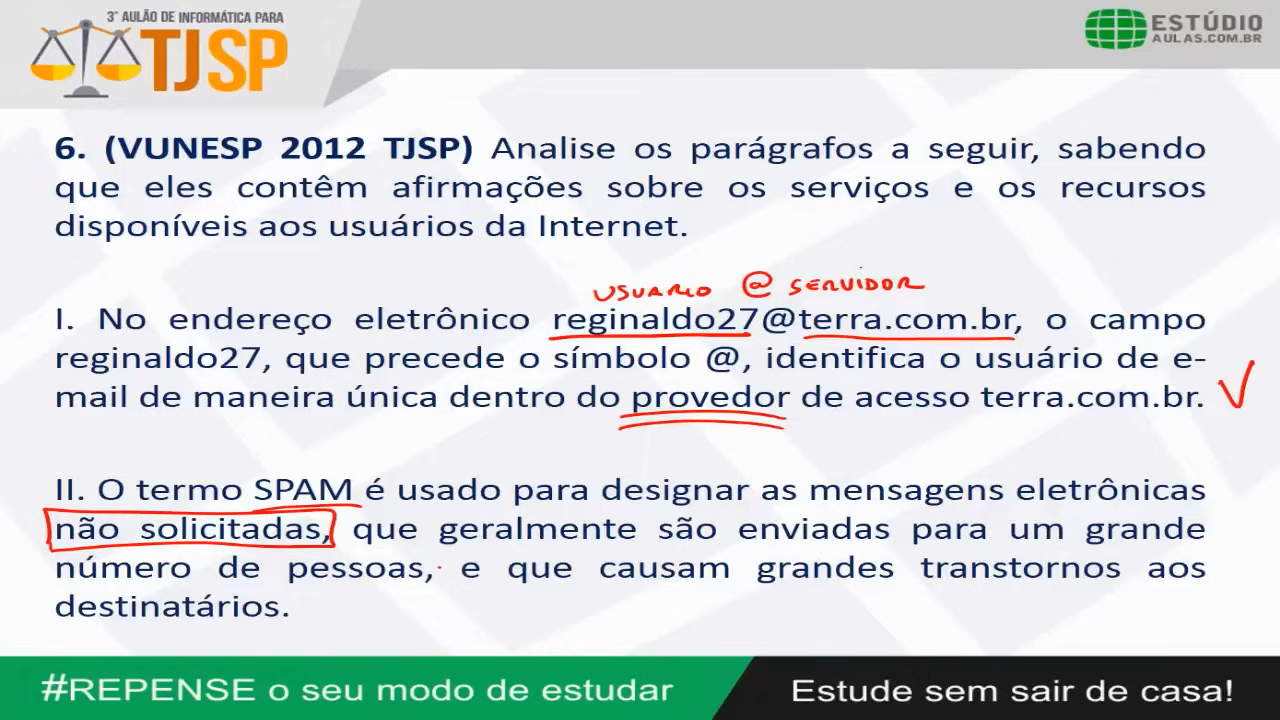 3° AULÃO DE INFORMÁTICA PARA
TJSP
ESTÚDIO
AULAS.COM.BR
6. (VUNESP 2012 TJSP) Analise os parágrafos a seguir, sabendo
que eles contêm afirmações sobre os serviços e os recursos
disponíveis aos usuários da Internet.
USUARIO @ SERVIDOR
I. No endereço eletrônico reginaldo27@terra.com.br, o campo
reginaldo27, que precede o símbolo @, identifica o usuário de e-
mail de maneira única dentro do provedor de acesso terra.com.br.
II. O termo SPAM é usado para designar as mensagens eletrônicas
não solicitadas, que geralmente são enviadas para um grande
número de pessoas, e que causam grandes transtornos aos
destinatários.
#REPENSE o seu modo de estudar
Estude sem sair de casa!